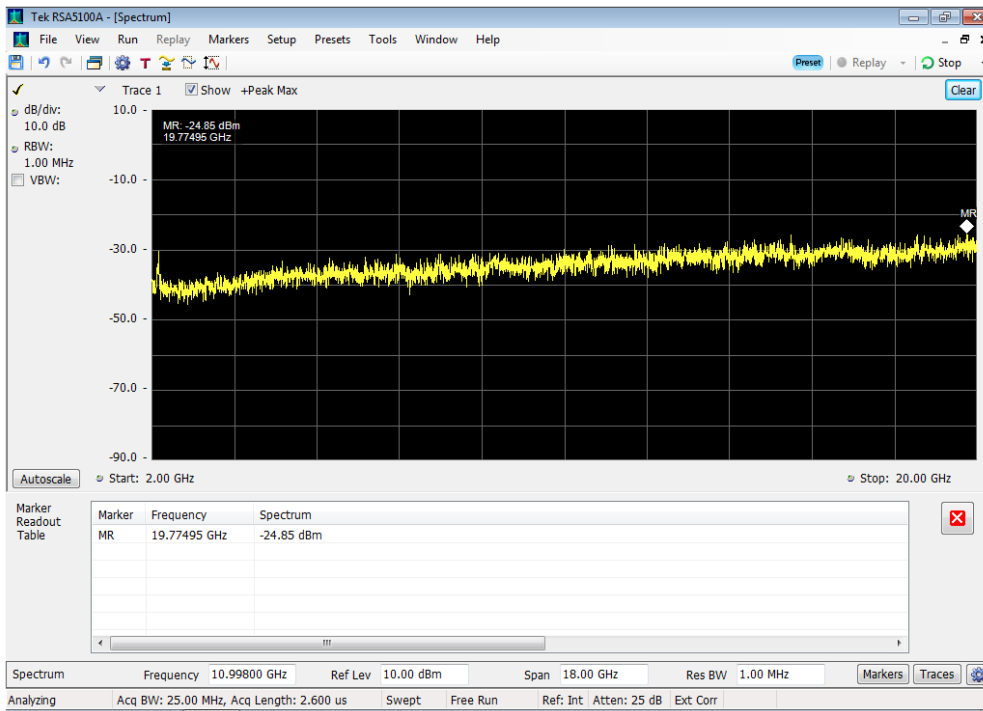 Tek RSA5100A - [Spectrum]
File View Run Replay Markers Setup Presets Tools Window Help
T Preset Replay Stop
Trace 1 Show +Peak Max Clear
dB/div:
10.0 dB
RBW:
1.00 MHz
VBW:
10.0 -
-10.0 -
-30.0 -
-50.0 -
-70.0 -
-90.0 -
MR: -24.85 dBm
19.77495 GHz
MR
Autoscale Start: 2.00 GHz Stop: 20.00 GHz
Marker
Readout
Table
Marker Frequency Spectrum
MR 19.77495 GHz -24.85 dBm
Spectrum Frequency 10.99800 GHz Ref Lev 10.00 dBm Span 18.00 GHz Res BW 1.00 MHz Markers Traces
Analyzing Acq BW: 25.00 MHz, Acq Length: 2.600 us Swept Free Run Ref: Int Atten: 25 dB Ext Corr